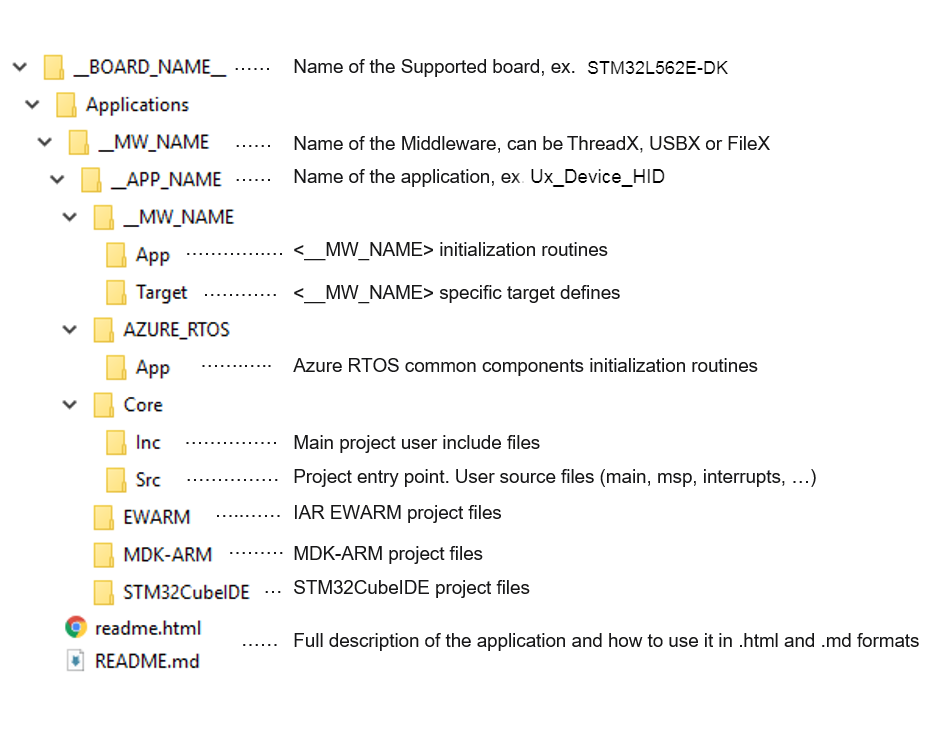 __BOARD_NAME__ ...... Name of the Supported board, ex. STM32L562E-DK
Applications
__MW_NAME ...... Name of the Middleware, can be ThreadX, USBX or FileX
__APP_NAME ...... Name of the application, ex. Ux_Device_HID
__MW_NAME
App ................ <__MW_NAME> initialization routines
Target ............ <__MW_NAME> specific target defines
AZURE_RTOS
App ............ Azure RTOS common components initialization routines
Core
Inc ............... Main project user include files
Src ............... Project entry point. User source files (main, msp, interrupts, …)
EWARM ........... IAR EWARM project files
MDK-ARM ......... MDK-ARM project files
STM32CubeIDE ... STM32CubeIDE project files
readme.html
...... Full description of the application and how to use it in .html and .md formats
README.md